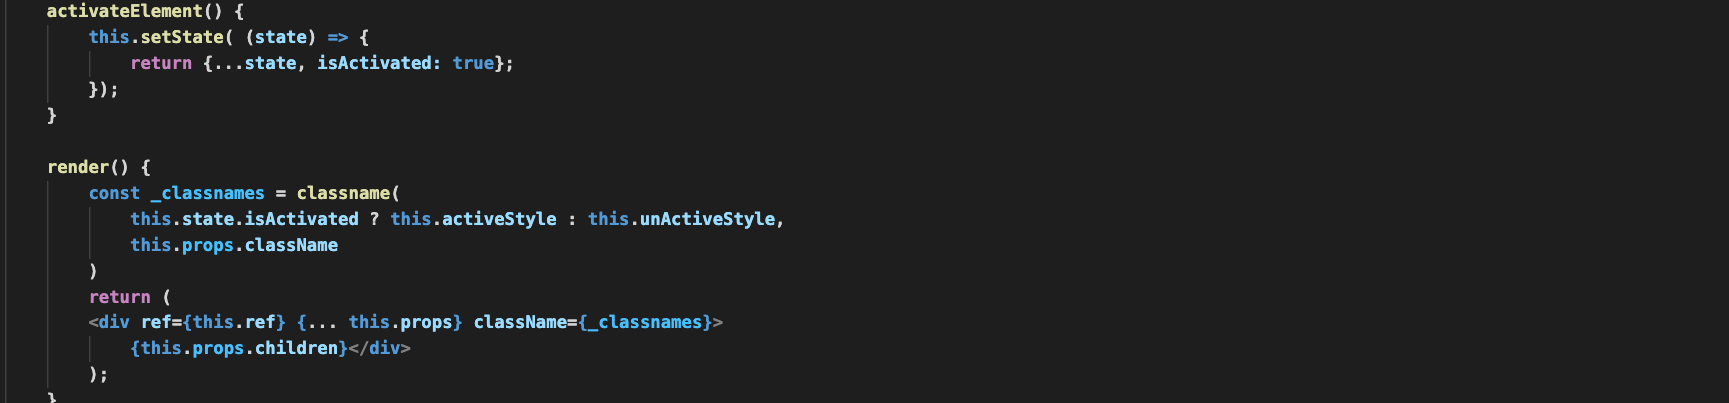 activateElement() {
this.setState( (state) => {
return {...state, isActivated: true};
});
}
render() {
const _classnames = classname(
this.state.isActivated ? this.activeStyle : this.unActiveStyle,
this.props.className
)
return (
<div ref={this.ref} {... this.props} className={_classnames}>
{this.props.children}</div>
);
}